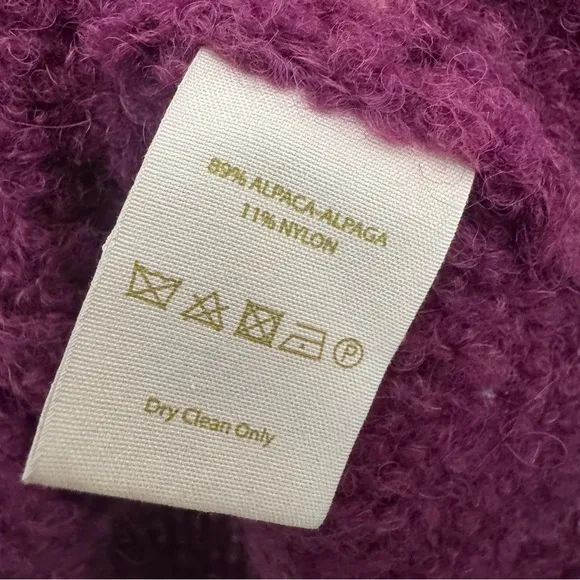 89% ALPACA-ALPAGA
11% NYLON
P
Dry Clean Only